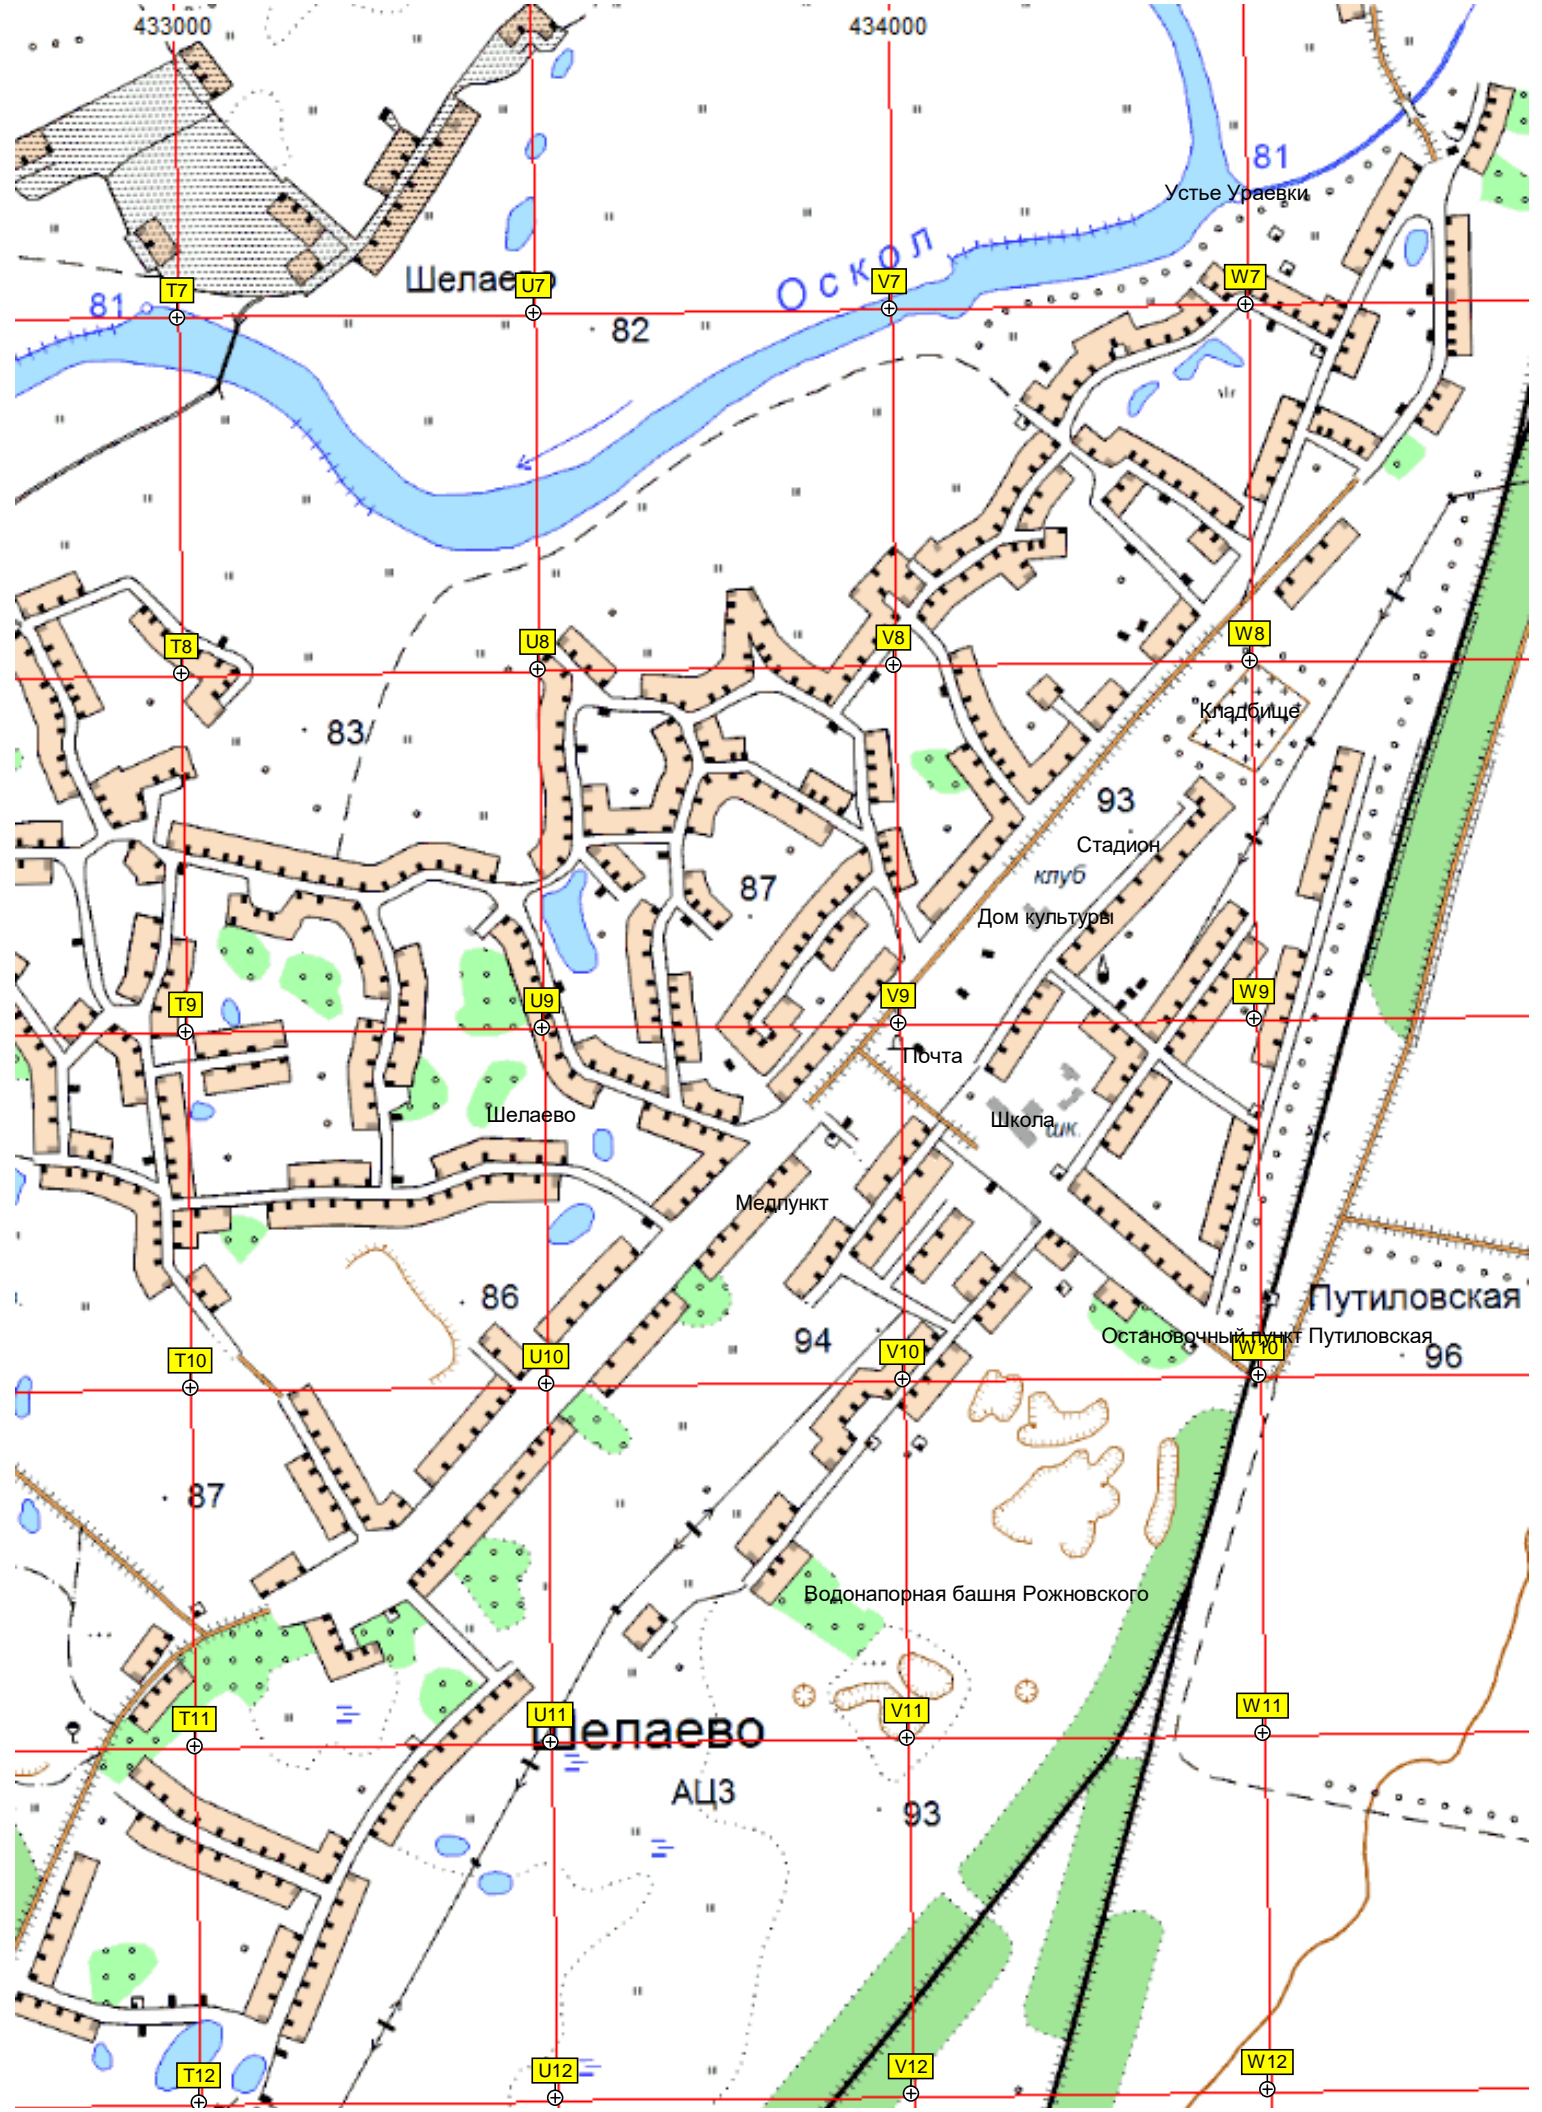 433000
434000
81
Устье Ураевки
Оскол
Шелаево
T7
U7
V7
W7
81
82
T8
U8
V8
W8
93
Кладбище
83
93
Стадион
клуб
87
Дом культуры
T9
U9
V9
W9
Почта
Шелаево
Школа
шк.
Медпункт
86
Путиловская
94
Остановочный пункт Путиловская
96
T10
U10
V10
W10
87
Водонапорная башня Рожновского
T11
U11
V11
W11
Шелаево
АЦЗ
93
T12
U12
V12
W12